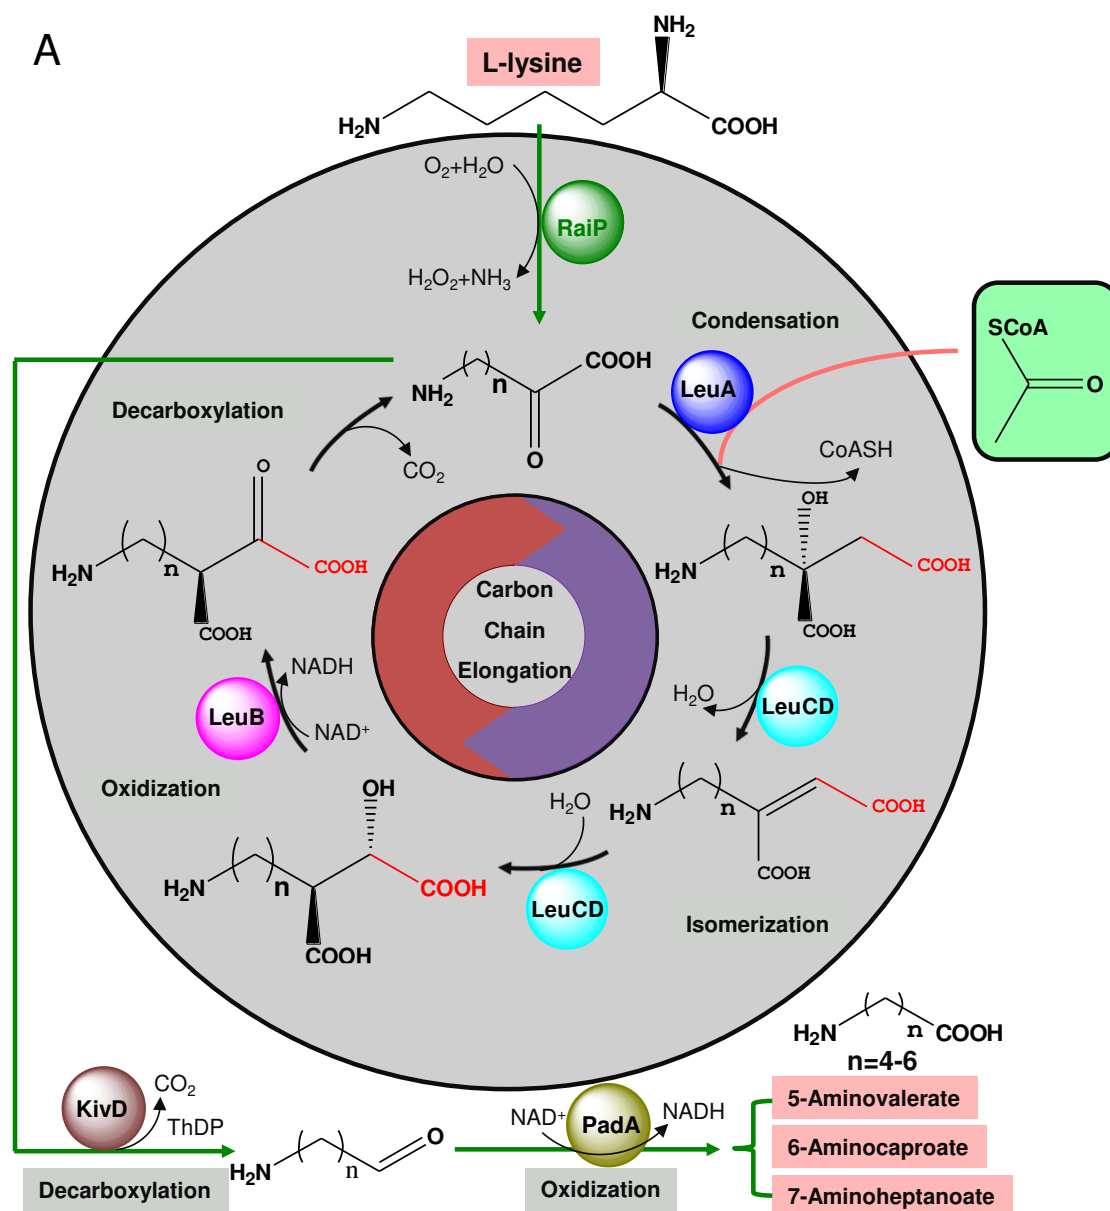 A
NH2
L-lysine
H2N
COOH
O2+H2O
RaiP
H2O2+NH3
Condensation
SCoA
O
COOH
NH2
n
O
LeuA
Decarboxylation
CO2
CoASH
O
OH
H2N
n
COOH
COOH
H2N
n
COOH
COOH
Carbon
Chain
Elongation
NADH
LeuB
NAD+
H2O
LeuCD
Oxidization
OH
H2O
H2N
n
COOH
COOH
H2N
n
COOH
COOH
LeuCD
Isomerization
H2N
n
COOH
n=4-6
KivD
CO2
ThDP
NAD+
PadA
NADH
5-Aminovalerate
H2N
n
O
6-Aminocaproate
Decarboxylation
Oxidization
7-Aminoheptanoate